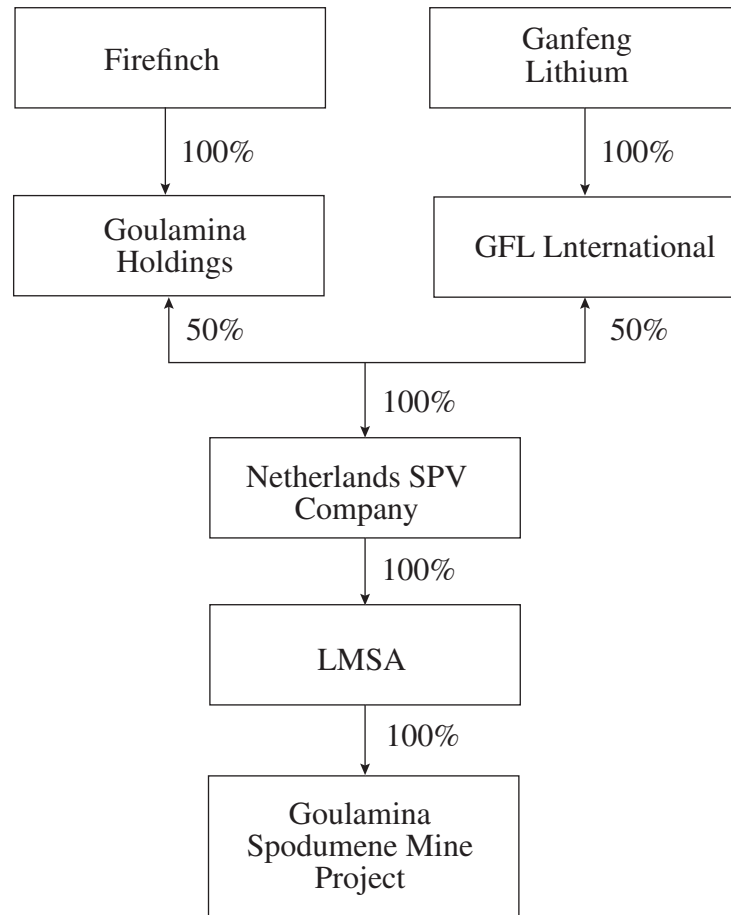 Firefinch
Ganfeng
Lithium
100%
100%
Goulamina
Holdings
GFL Lnternational
50%
50%
100%
Netherlands SPV
Company
100%
LMSA
100%
Goulamina
Spodumene Mine
Project